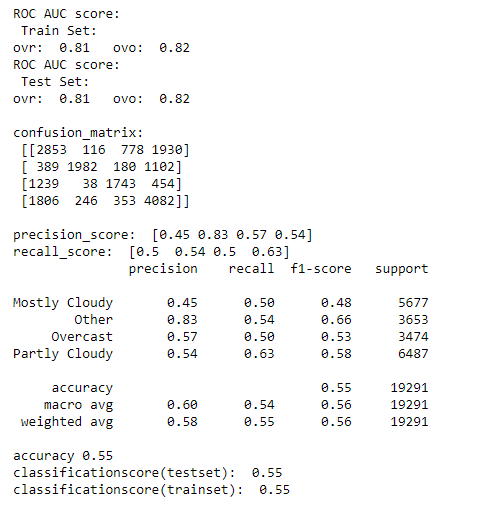 ROC AUC score:
 Train Set:
ovr:  0.81   ovo:  0.82
ROC AUC score:
 Test Set:
ovr:  0.81   ovo:  0.82

confusion_matrix:
 [[2853  116  778 1930]
 [ 389 1982  180 1102]
 [1239   38 1743  454]
 [1806  246  353 4082]]

precision_score:  [0.45 0.83 0.57 0.54]
recall_score:  [0.5  0.54 0.5  0.63]
               precision    recall  f1-score   support

Mostly Cloudy       0.45      0.50      0.48      5677
        Other       0.83      0.54      0.66      3653
     Overcast       0.57      0.50      0.53      3474
Partly Cloudy       0.54      0.63      0.58      6487

     accuracy                           0.55     19291
    macro avg       0.60      0.54      0.56     19291
 weighted avg       0.58      0.55      0.56     19291

accuracy 0.55
classificationscore(testset):  0.55
classificationscore(trainset):  0.55